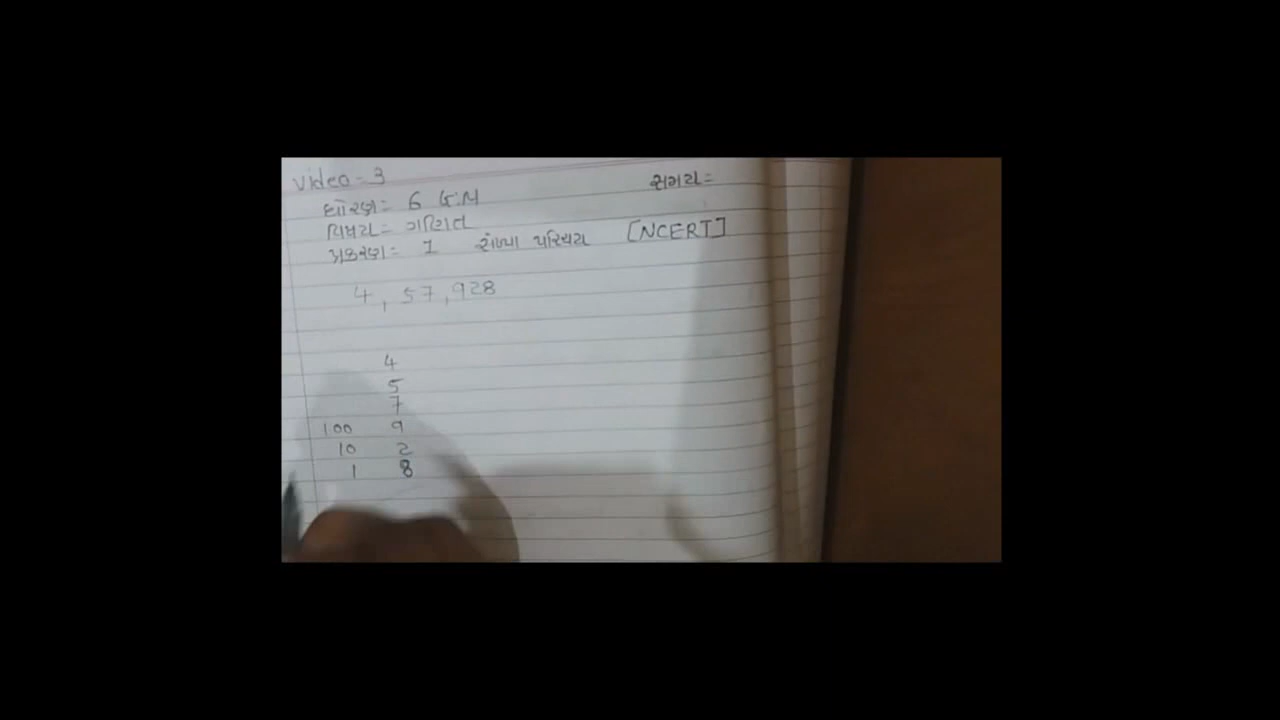 Video - 3
સમય =
ધોરણ = 6 G.M
વિષય = ગણિત
પ્રકરણ = 1 સંખ્યા પરિચય [NCERT]
4, 57, 928
4
5
7
100 9
10 2
1 8